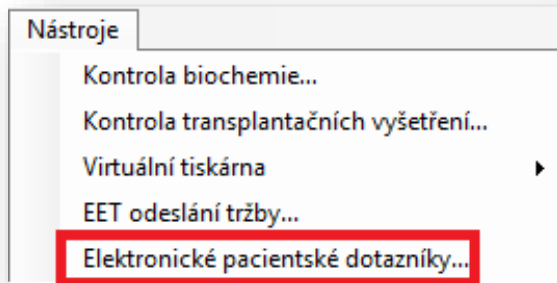 Nástroje
Kontrola biochemie...
Kontrola transplantačních vyšetření...
Virtuální tiskárna
EET odeslání tržby...
Elektronické pacientské dotazníky...